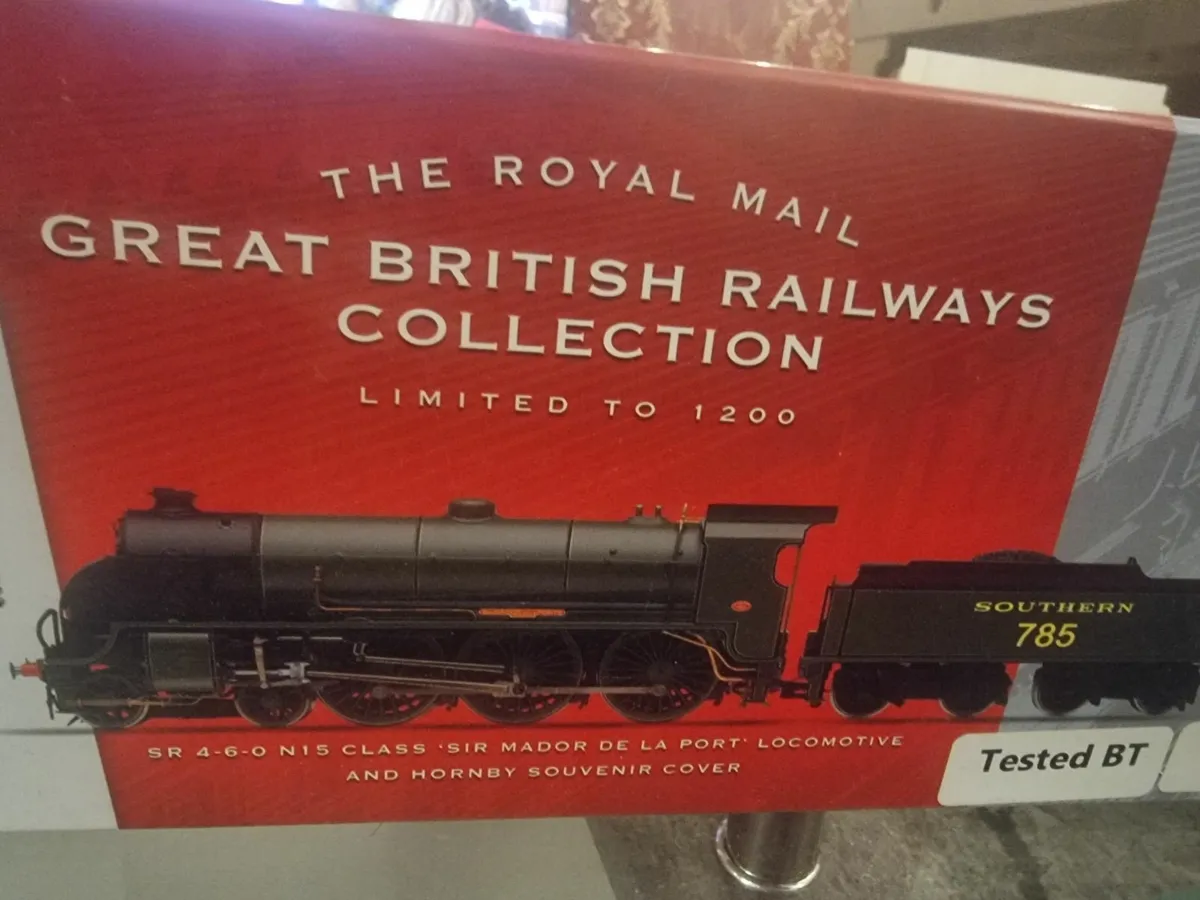 THE ROYAL MAIL
GREAT BRITISH RAILWAYS
COLLECTION
LIMITED TO 1200
SOUTHERN
785
SR 4-6-0 N15 CLASS 'SIR MADOR DE LA PORT' LOCOMOTIVE
AND HORNBY SOUVENIR COVER
Tested BT